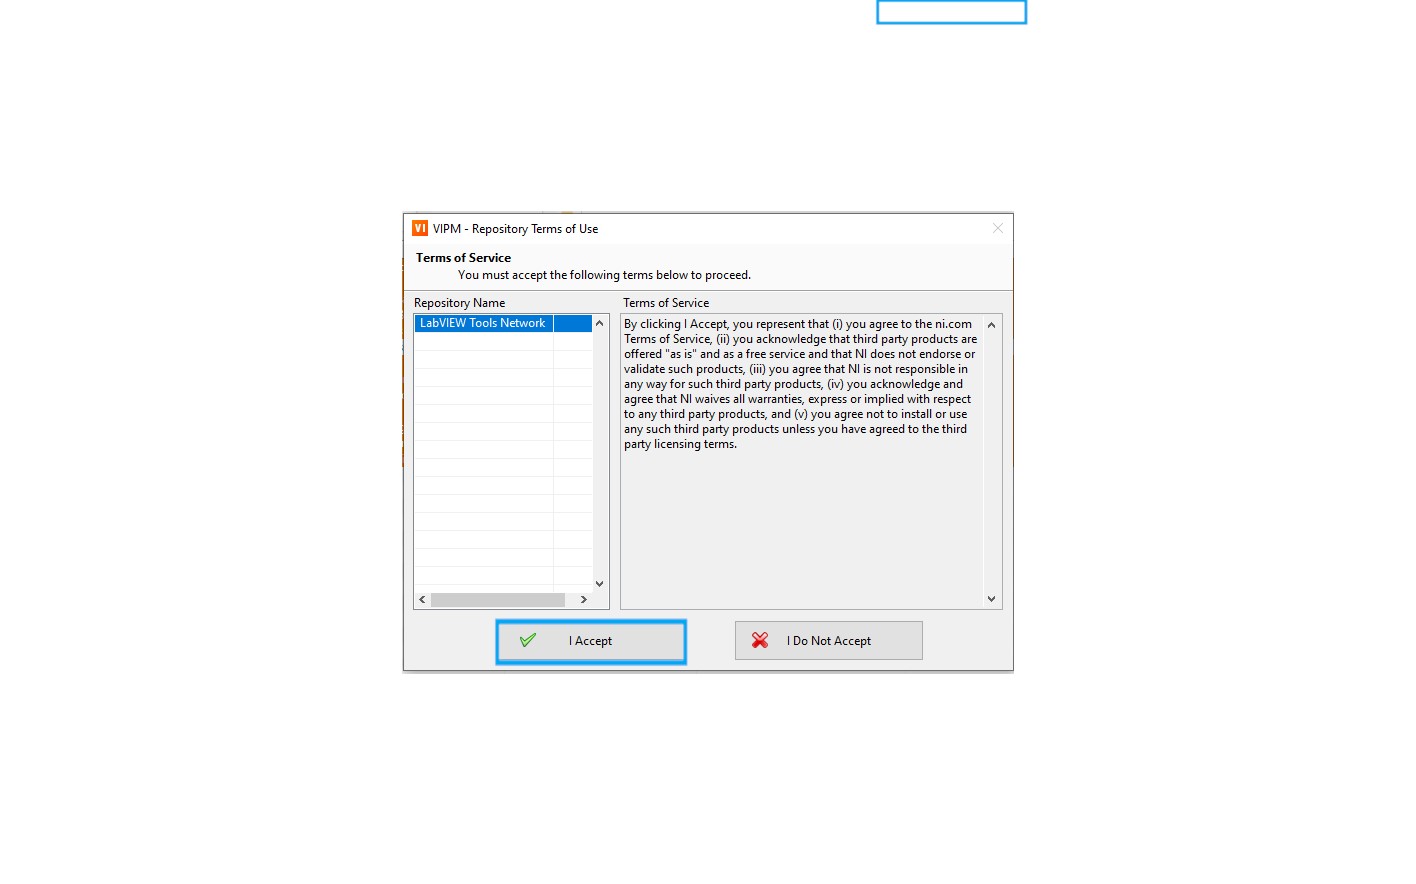 VI VIPM - Repository Terms of Use
Terms of Service
You must accept the following terms below to proceed.
Repository Name
LabVIEW Tools Network
Terms of Service
By clicking I Accept, you represent that (i) you agree to the ni.com
Terms of Service, (ii) you acknowledge that third party products are
offered "as is" and as a free service and that NI does not endorse or
validate such products, (iii) you agree that NI is not responsible in
any way for such third party products, (iv) you acknowledge and
agree that NI waives all warranties, express or implied with respect
to any third party products, and (v) you agree not to install or use
any such third party products unless you have agreed to the third
party licensing terms.
I Accept
I Do Not Accept